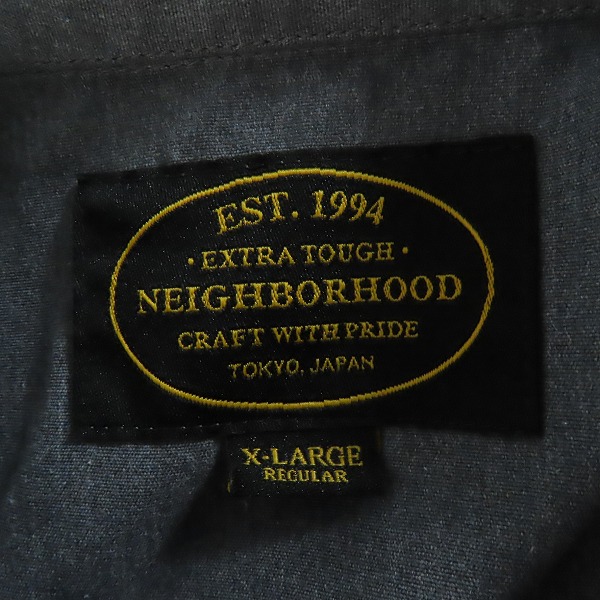 EST. 1994
· EXTRA TOUGH ·
NEIGHBORHOOD
CRAFT WITH PRIDE
TOKYO, JAPAN
X-LARGE
REGULAR